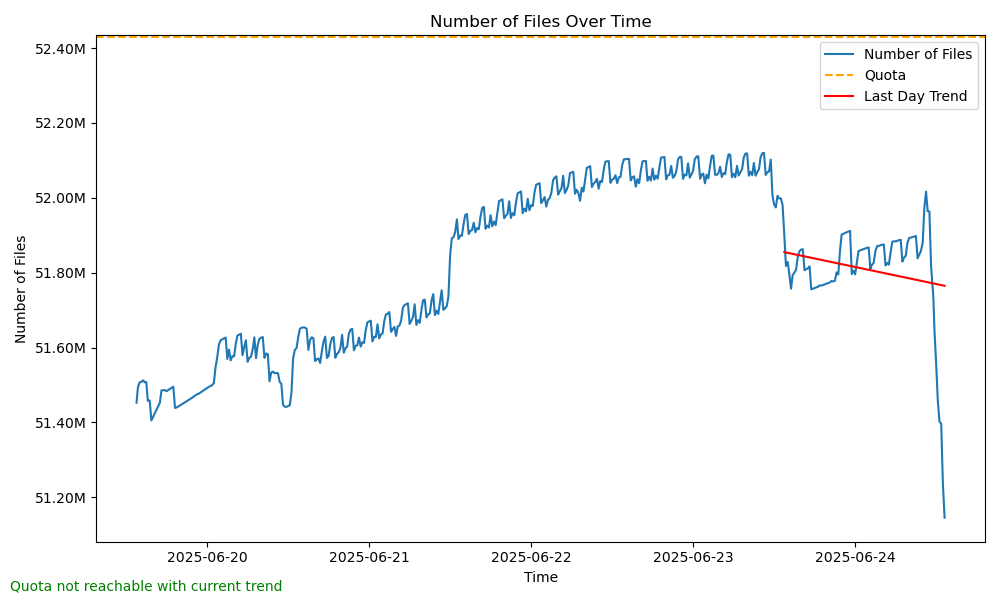 Number of Files Over Time
Number of Files
Quota
Last Day Trend
52.40M
52.20M
52.00M
51.80M
51.60M
51.40M
51.20M
Number of Files
2025-06-20
2025-06-21
2025-06-22
2025-06-23
2025-06-24
Time
Quota not reachable with current trend